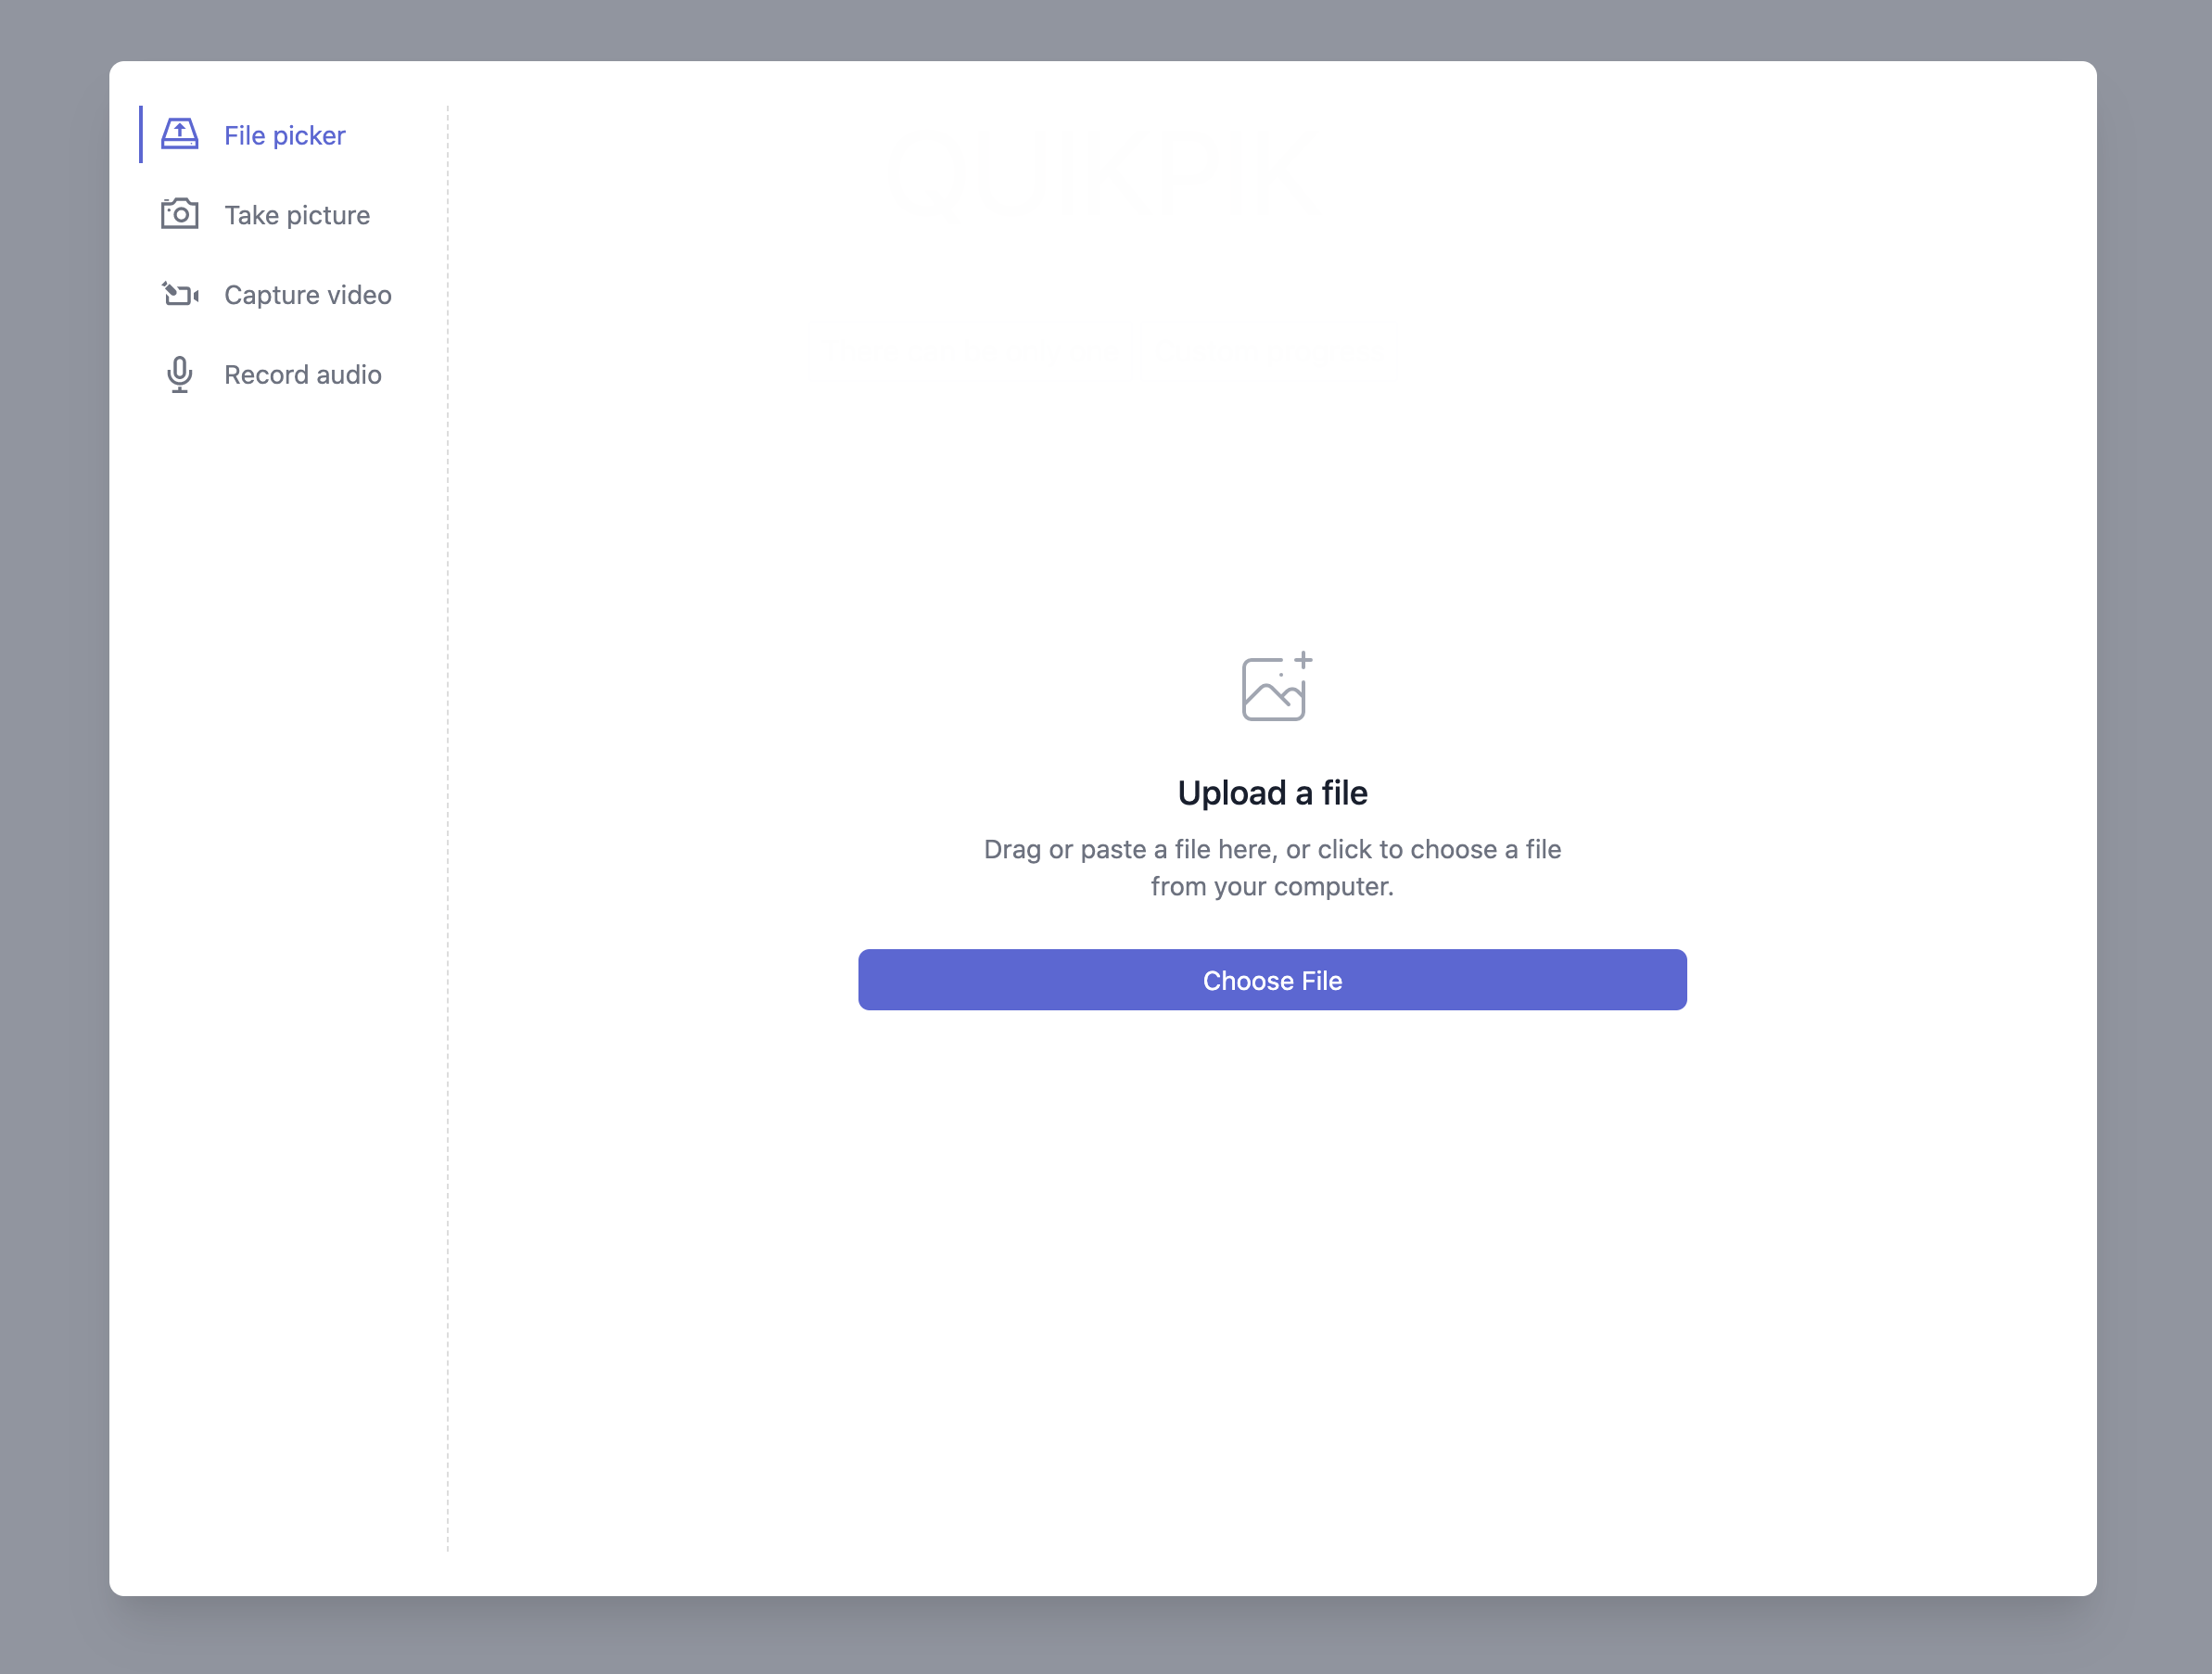 QUIKPIK
File picker
Take picture
Capture video
Record audio
Upload a file
Drag or paste a file here, or click to choose a file
from your computer.
Choose File